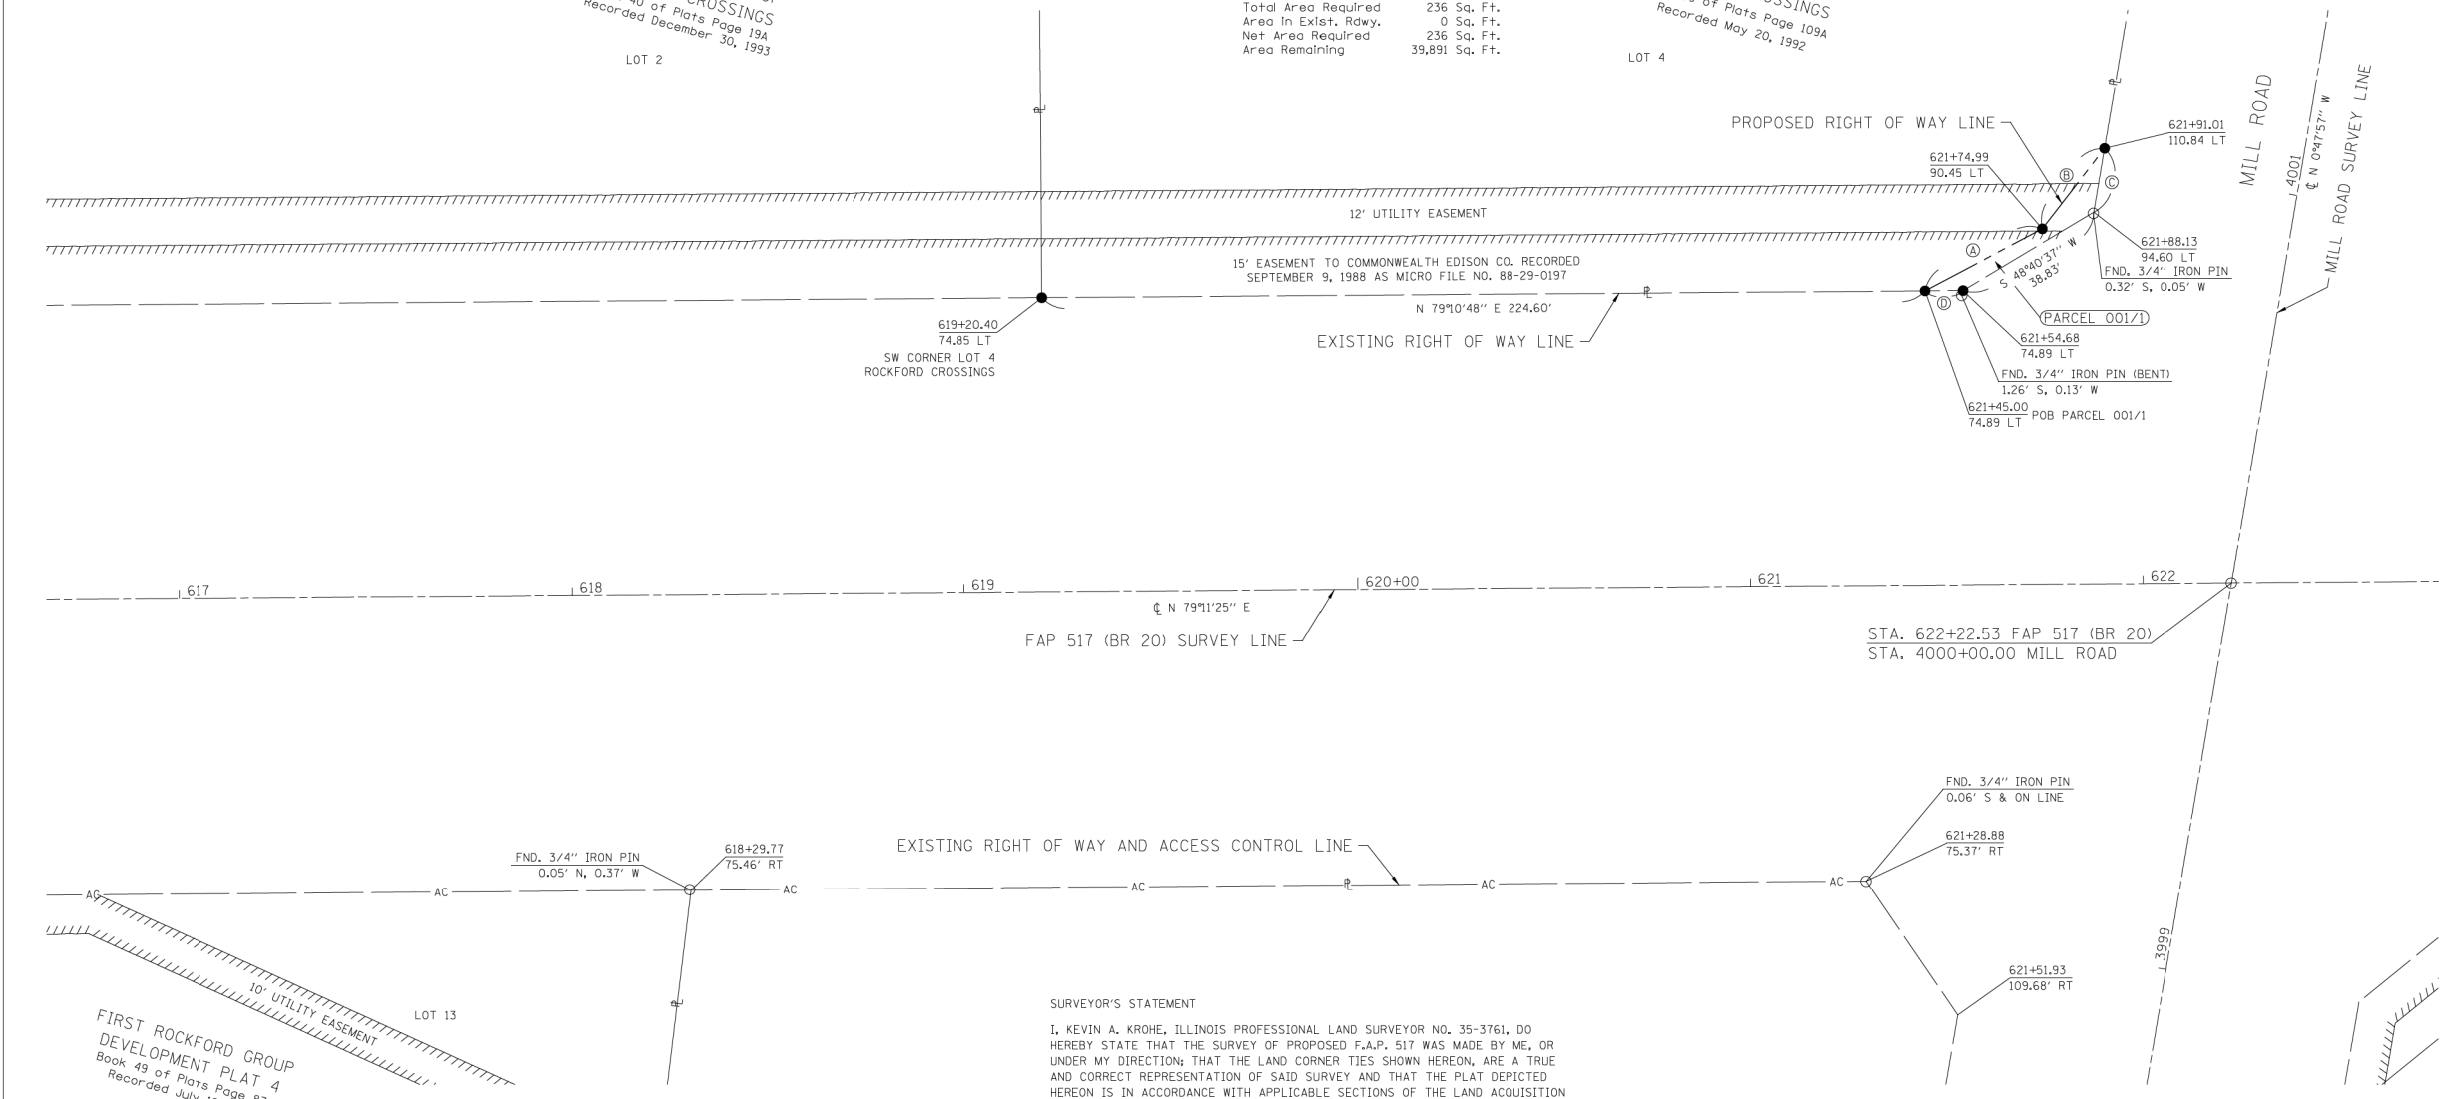 CROSSINGS
40 of Plats Page 19A
Recorded December 30, 1993
LOT 2
Total Area Required 236 Sq. Ft.
Area in Exist. Rdwy. 0 Sq. Ft.
Net Area Required 236 Sq. Ft.
Area Remaining 39,891 Sq. Ft.
of Plats Page 109A
Recorded May 20, 1992
LOT 4
PROPOSED RIGHT OF WAY LINE
621+91.01
110.84 LT
621+74.99
90.45 LT
MILL ROAD
4001
℄ N 0°47'57" W
MILL ROAD SURVEY LINE
Ⓑ
Ⓒ
12' UTILITY EASEMENT
Ⓐ
S 48°40'37" W
38.83'
621+88.13
94.60 LT
FND. 3/4" IRON PIN
0.32' S, 0.05' W
15' EASEMENT TO COMMONWEALTH EDISON CO. RECORDED
SEPTEMBER 9, 1988 AS MICRO FILE NO. 88-29-0197
N 79°10'48" E 224.60'
Ⓓ
PARCEL 001/1
619+20.40
74.85 LT
SW CORNER LOT 4
ROCKFORD CROSSINGS
EXISTING RIGHT OF WAY LINE
621+54.68
74.89 LT
FND. 3/4" IRON PIN (BENT)
1.26' S, 0.13' W
621+45.00
74.89 LT
POB PARCEL 001/1
617
618
619
620+00
621
622
℄ N 79°11'25" E
FAP 517 (BR 20) SURVEY LINE
STA. 622+22.53 FAP 517 (BR 20)
STA. 4000+00.00 MILL ROAD
FND. 3/4" IRON PIN
0.06' S & ON LINE
621+28.88
75.37' RT
FND. 3/4" IRON PIN
0.05' N, 0.37' W
618+29.77
75.46' RT
EXISTING RIGHT OF WAY AND ACCESS CONTROL LINE
AC
AC
AC
AC
AC
AC
3999
621+51.93
109.68' RT
10' UTILITY EASEMENT
LOT 13
FIRST ROCKFORD GROUP
DEVELOPMENT PLAT 4
Book 49 of Plats Page
Recorded July
SURVEYOR'S STATEMENT
I, KEVIN A. KROHE, ILLINOIS PROFESSIONAL LAND SURVEYOR NO. 35-3761, DO
HEREBY STATE THAT THE SURVEY OF PROPOSED F.A.P. 517 WAS MADE BY ME, OR
UNDER MY DIRECTION; THAT THE LAND CORNER TIES SHOWN HEREON, ARE A TRUE
AND CORRECT REPRESENTATION OF SAID SURVEY AND THAT THE PLAT DEPICTED
HEREON IS IN ACCORDANCE WITH APPLICABLE SECTIONS OF THE LAND ACQUISITION